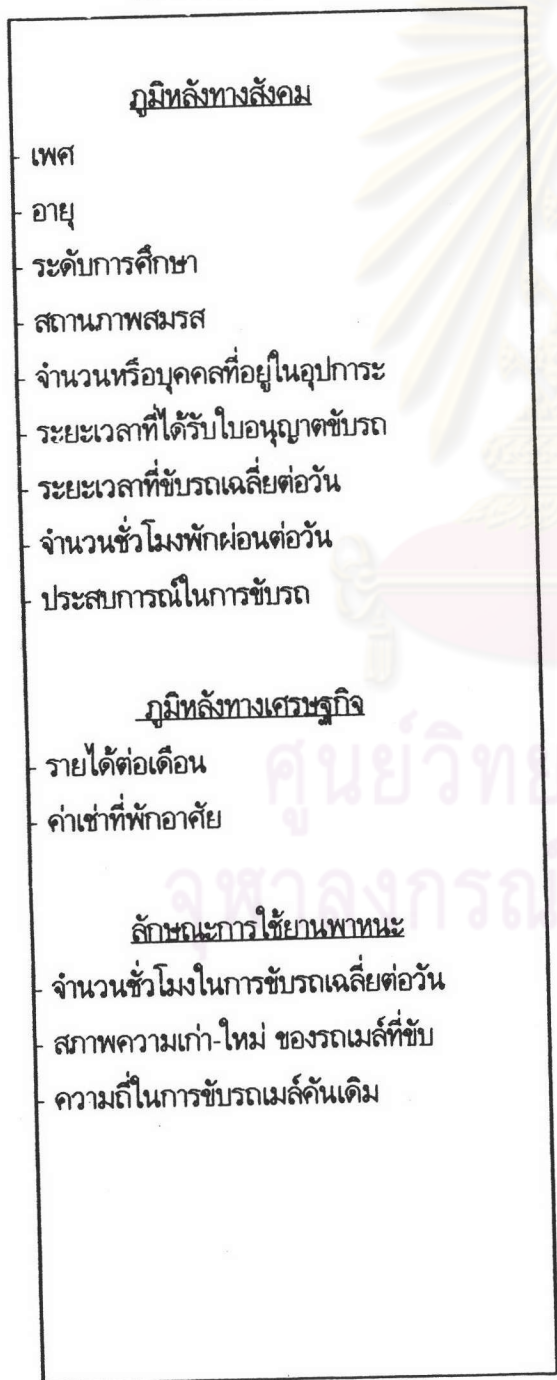 ภูมิหลังทางสังคม
- เพศ
- อายุ
- ระดับการศึกษา
- สถานภาพสมรส
- จำนวนหรือบุคคลที่อยู่ในอุปการะ
- ระยะเวลาที่ได้รับใบอนุญาตขับรถ
- ระยะเวลาที่ขับรถเฉลี่ยต่อวัน
- จำนวนชั่วโมงพักผ่อนต่อวัน
- ประสบการณ์ในการขับรถ
ภูมิหลังทางเศรษฐกิจ
- รายได้ต่อเดือน
- ค่าเช่าที่พักอาศัย
ศูนย์วิทย
จุฬาลงกรณ์
ลักษณะการใช้ยานพาหนะ
- จำนวนชั่วโมงในการขับรถเฉลี่ยต่อวัน
- สภาพความเก่า-ใหม่ ของรถเมล์ที่ขับ
- ความถี่ในการขับรถเมล์คันเดิม